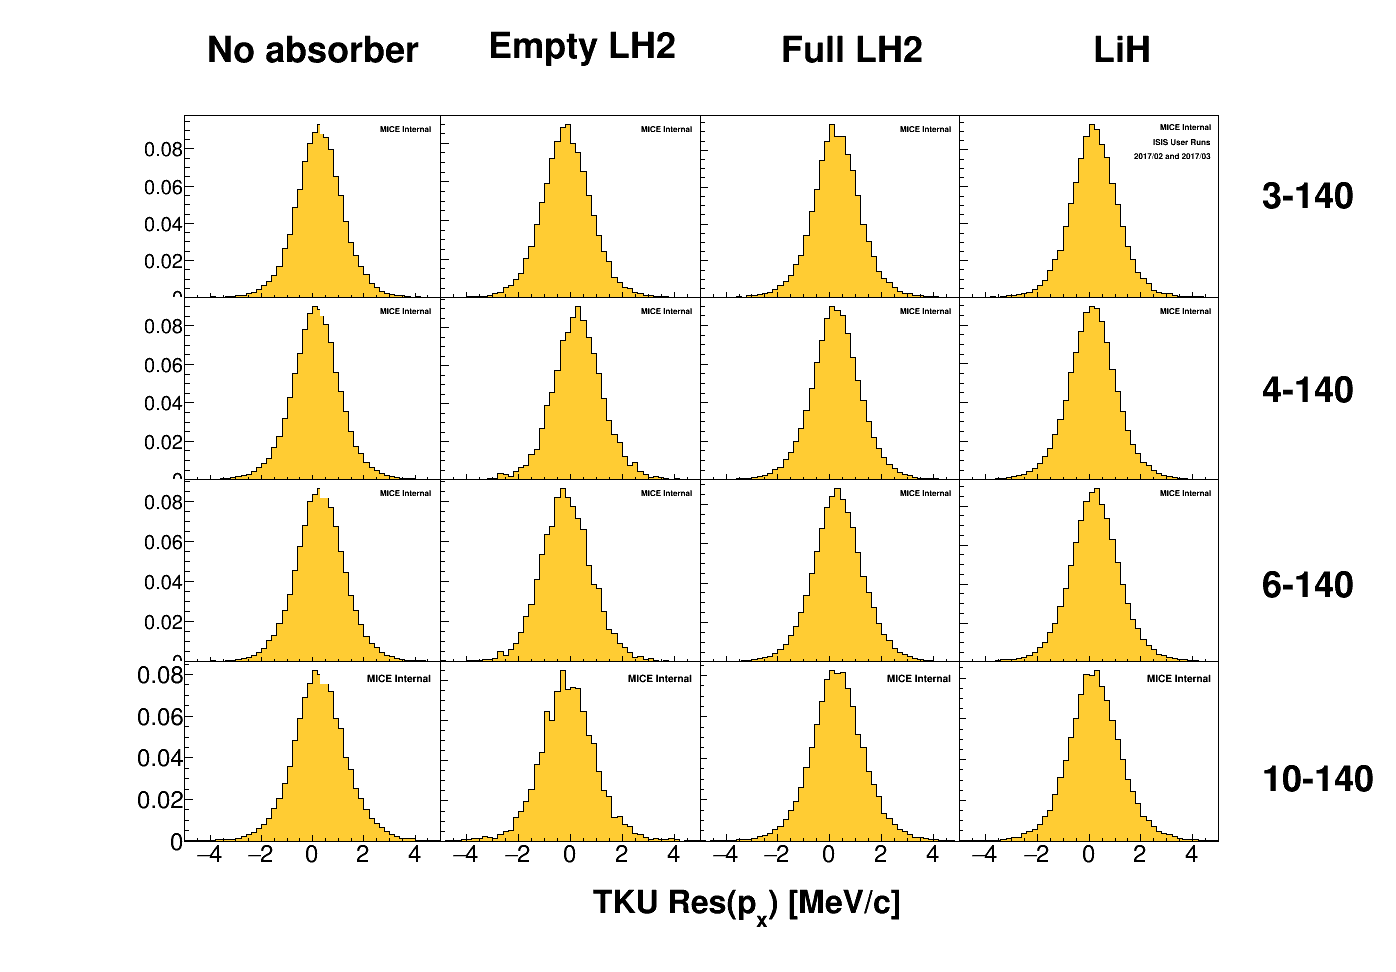 No absorber Empty LH2 Full LH2 LiH
MICE Internal MICE Internal MICE Internal MICE Internal
ISIS User Runs
2017/02 and 2017/03
0.08
0.06
0.04
0.02
0
3-140
MICE Internal MICE Internal MICE Internal MICE Internal
0.08
0.06
0.04
0.02
0
4-140
MICE Internal MICE Internal MICE Internal MICE Internal
0.08
0.06
0.04
0.02
0
6-140
MICE Internal MICE Internal MICE Internal MICE Internal
0.08
0.06
0.04
0.02
0
10-140
−4 −2 0 2 4 −4 −2 0 2 4 −4 −2 0 2 4 −4 −2 0 2 4
TKU Res(px) [MeV/c]